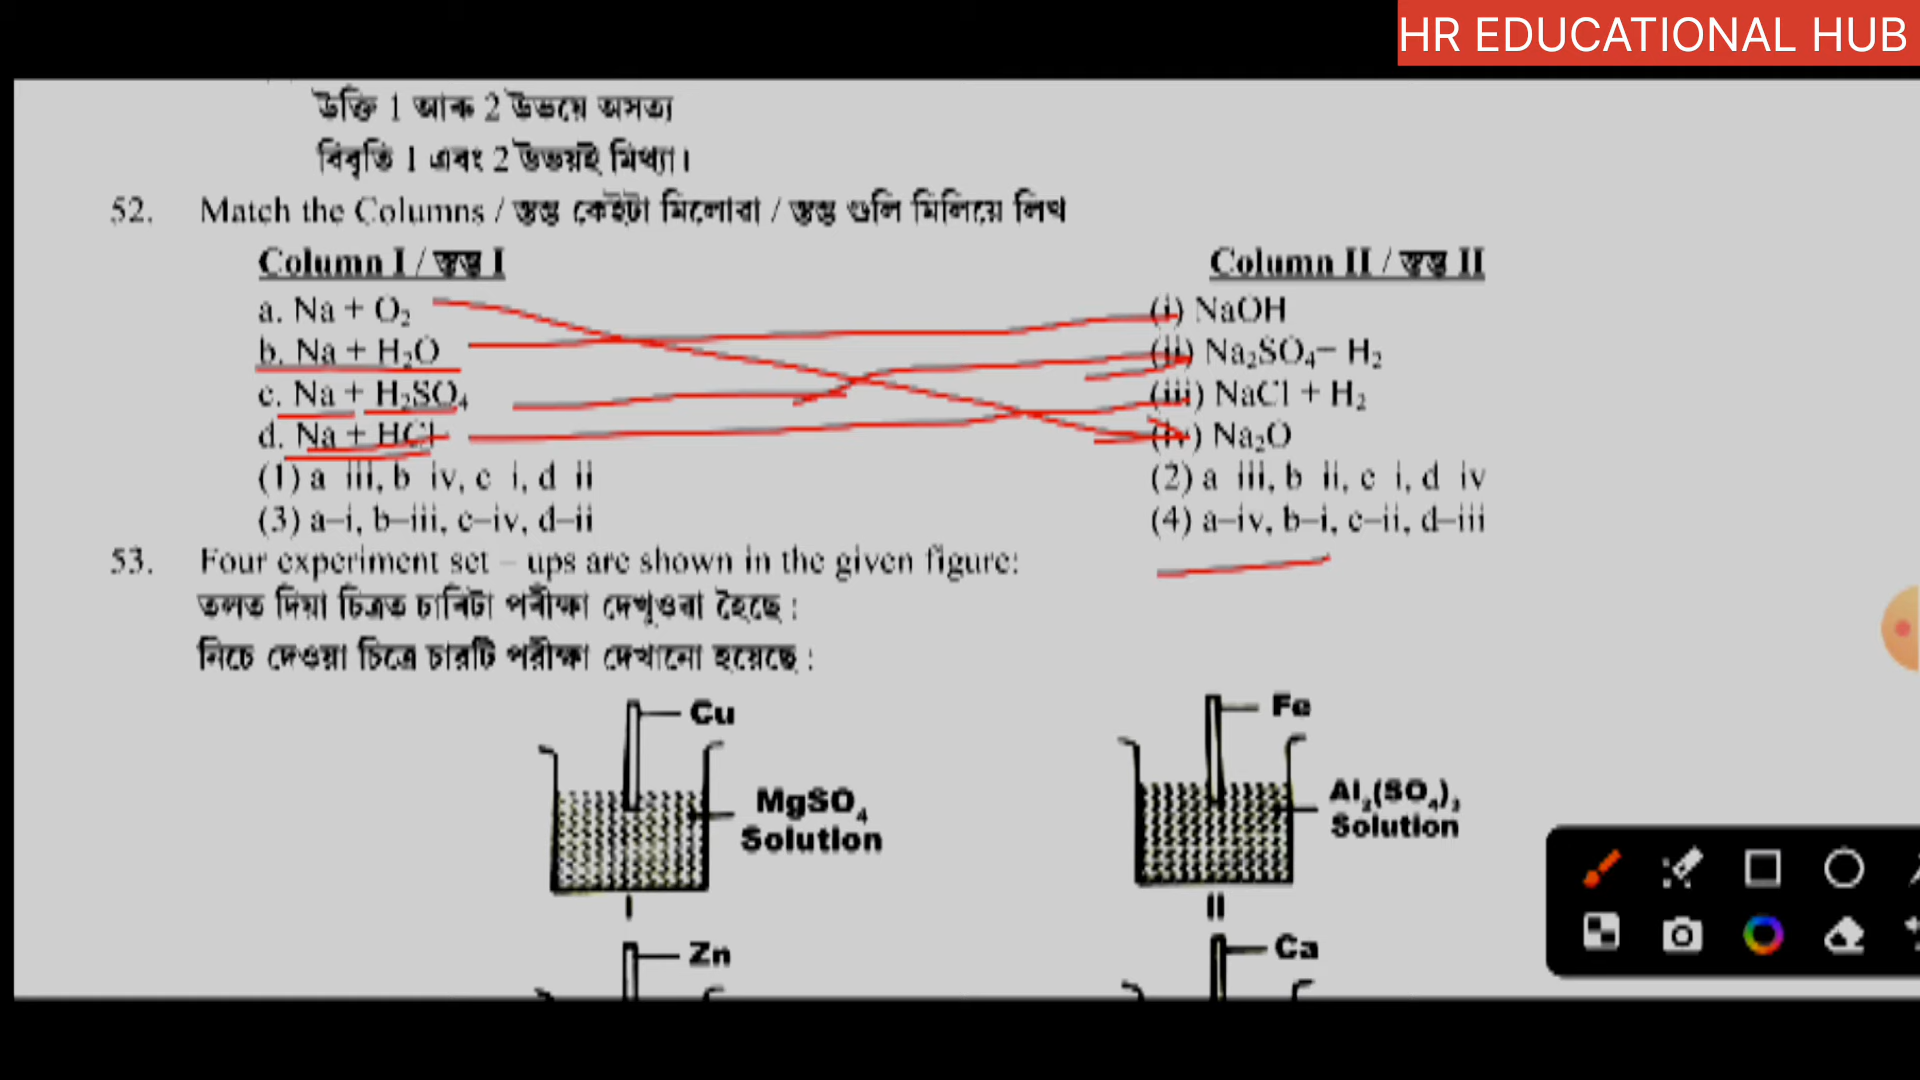 HR EDUCATIONAL HUB
উক্তি 1 আৰু 2 উভয়ে অসত্য
বিবৃতি 1 এবং 2 উভয়ই মিথ্যা।
52. Match the Columns / স্তম্ভ কেইটা মিলোৱা / স্তম্ভ গুলি মিলিয়ে লিখ
Column I / স্তম্ভ I Column II / স্তম্ভ II
a. Na + O₂ (i) NaOH
b. Na + H₂O (ii) Na₂SO₄− H₂
c. Na + H₂SO₄ (iii) NaCl + H₂
d. Na + HCl (iv) Na₂O
(1) a iii, b iv, c i, d ii (2) a iii, b ii, c i, d iv
(3) a–i, b–iii, c–iv, d–ii (4) a–iv, b–i, c–ii, d–iii
53. Four experiment set – ups are shown in the given figure:
তলত দিয়া চিত্ৰত চাৰিটা পৰীক্ষা দেখুওৱা হৈছে :
নিচে দেওয়া চিত্রে চারটি পরীক্ষা দেখানো হয়েছে :
Cu Fe
MgSO₄ Solution Al₂(SO₄)₃ Solution
I II
Zn Ca